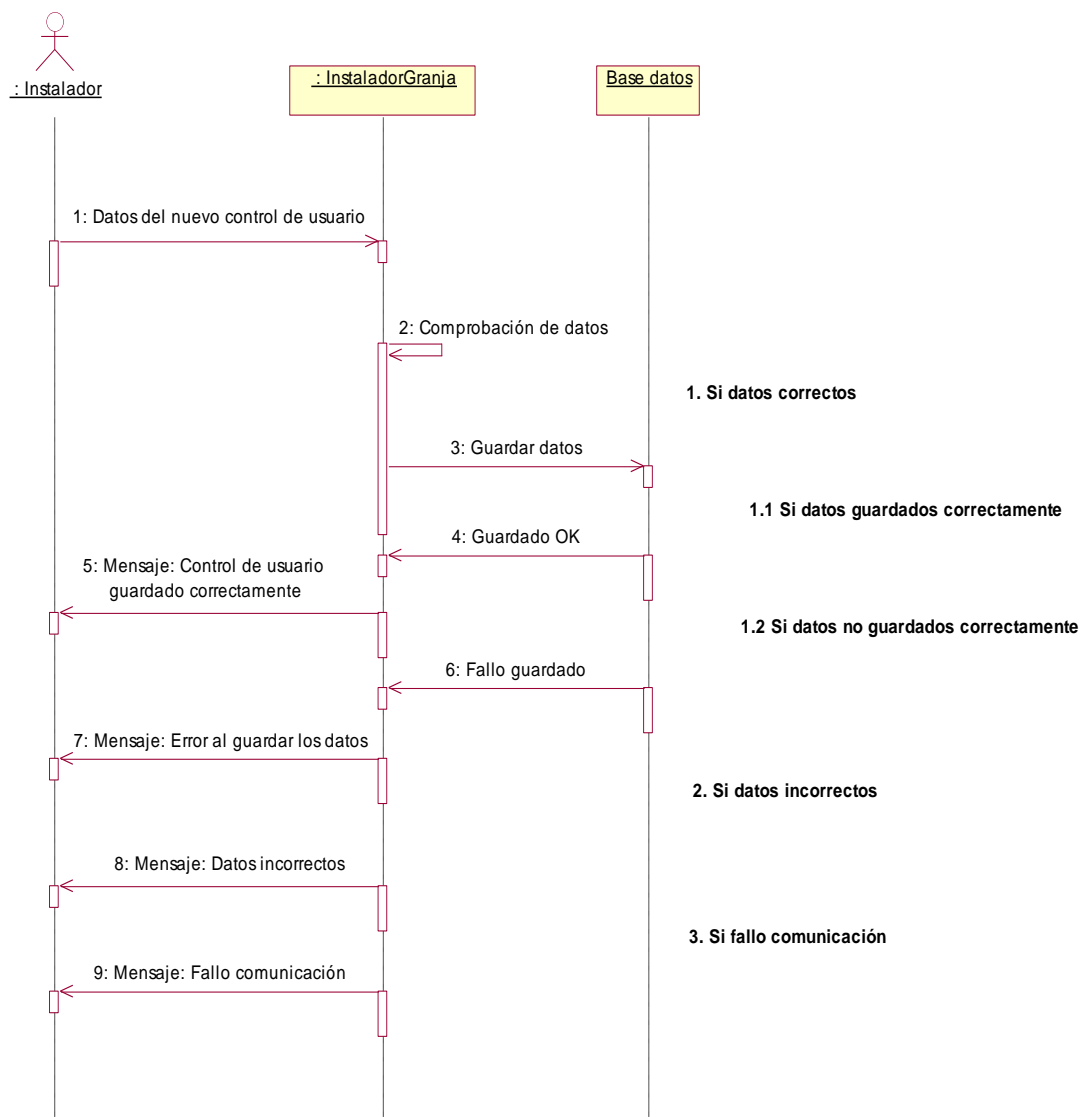 : Instalador
: InstaladorGranja
Base datos
1: Datos del nuevo control de usuario
2: Comprobación de datos
1. Si datos correctos
3: Guardar datos
1.1 Si datos guardados correctamente
4: Guardado OK
5: Mensaje: Control de usuario
guardado correctamente
1.2 Si datos no guardados correctamente
6: Fallo guardado
7: Mensaje: Error al guardar los datos
2. Si datos incorrectos
8: Mensaje: Datos incorrectos
3. Si fallo comunicación
9: Mensaje: Fallo comunicación